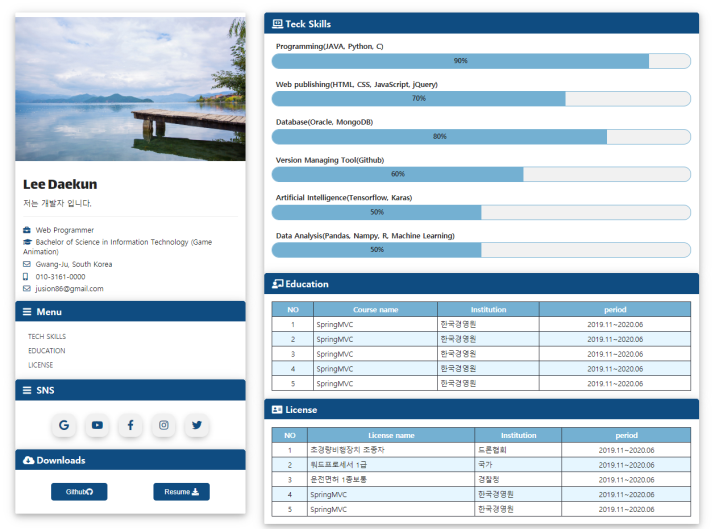 Lee Daekun
저는 개발자 입니다.
Web Programmer
Bachelor of Science in Information Technology (Game
Animation)
Gwang-Ju, South Korea
010-3161-0000
jusion86@gmail.com
Menu
TECH SKILLS
EDUCATION
LICENSE
SNS
Downloads
Github
Resume
Teck Skills
Programming(JAVA, Python, C)
90%
Web publishing(HTML, CSS, JavaScript, jQuery)
70%
Database(Oracle, MongoDB)
80%
Version Managing Tool(Github)
60%
Artificial Intelligence(Tensorflow, Karas)
50%
Data Analysis(Pandas, Nampy, R, Machine Learning)
50%
Education
NO Course name Institution period
1 SpringMVC 한국경영원 2019.11~2020.06
2 SpringMVC 한국경영원 2019.11~2020.06
3 SpringMVC 한국경영원 2019.11~2020.06
4 SpringMVC 한국경영원 2019.11~2020.06
5 SpringMVC 한국경영원 2019.11~2020.06
License
NO License name Institution period
1 조경량비행장치 조종자 드론협회 2019.11~2020.06
2 워드프로세서 1급 국가 2019.11~2020.06
3 운전면허 1종보통 경찰청 2019.11~2020.06
4 SpringMVC 한국경영원 2019.11~2020.06
5 SpringMVC 한국경영원 2019.11~2020.06